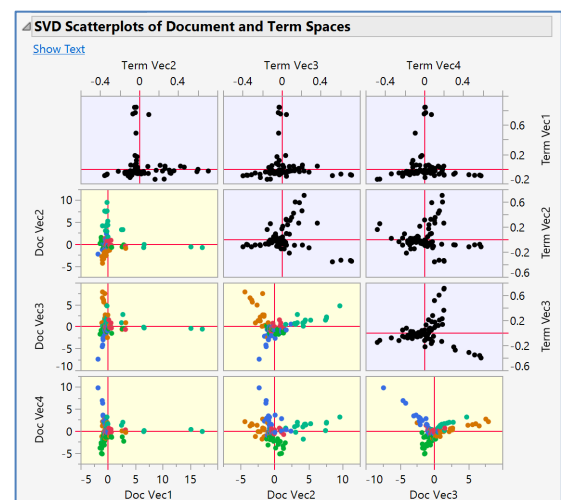 SVD Scatterplots of Document and Term Spaces
Show Text
Term Vec2 Term Vec3 Term Vec4
-0.4 0 0.4 -0.4 0 0.4 -0.4 0 0.4
0.6
0.2
-0.2
Term Vec1
Doc Vec2
10
5
0
-5
0.6
0.2
-0.2
-0.6
Term Vec2
Doc Vec3
10
5
0
-5
-10
0.6
0.2
-0.2
-0.6
Term Vec3
Doc Vec4
10
5
0
-5
-5 0 5 10 15 -5 0 5 10 -10 -5 0 5
Doc Vec1 Doc Vec2 Doc Vec3